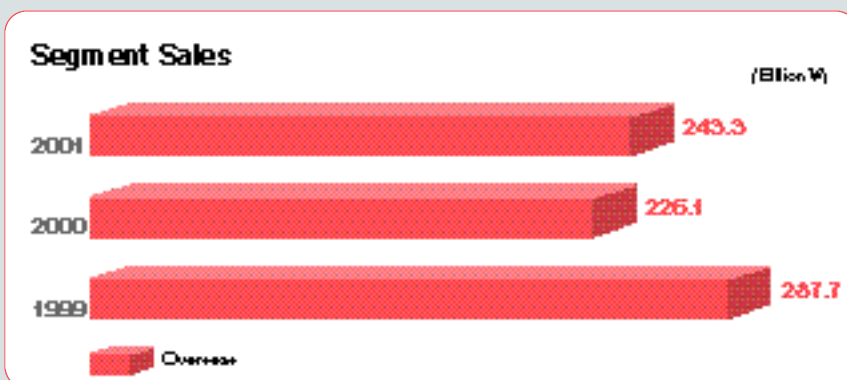 Segment Sales
(Billion ¥)
2001 243.3
2000 226.1
1999 287.7
Overseas